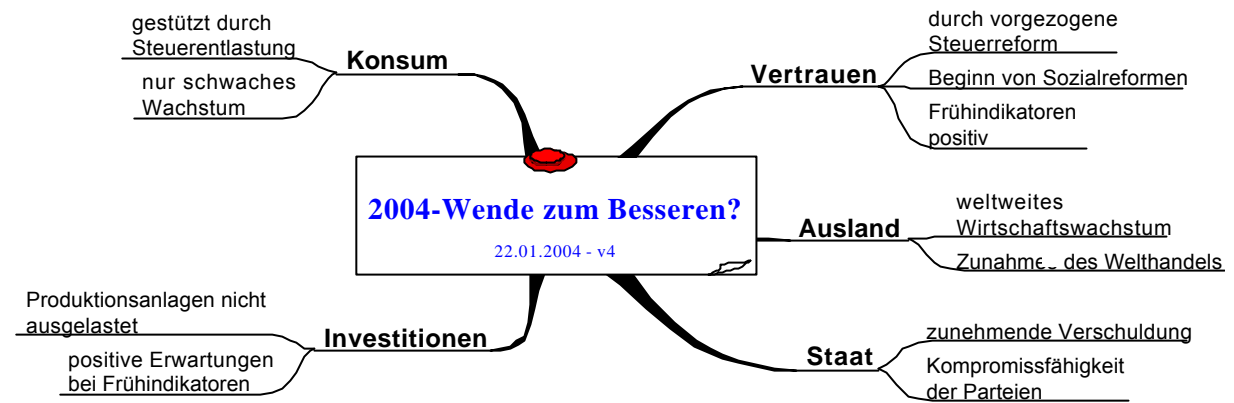 2004-Wende zum Besseren?
22.01.2004 - v4
Konsum
gestützt durch
Steuerentlastung
nur schwaches
Wachstum
Vertrauen
durch vorgezogene
Steuerreform
Beginn von Sozialreformen
Frühindikatoren
positiv
Ausland
weltweites
Wirtschaftswachstum
Zunahme des Welthandels
Staat
zunehmende Verschuldung
Kompromissfähigkeit
der Parteien
Investitionen
Produktionsanlagen nicht
ausgelastet
positive Erwartungen
bei Frühindikatoren